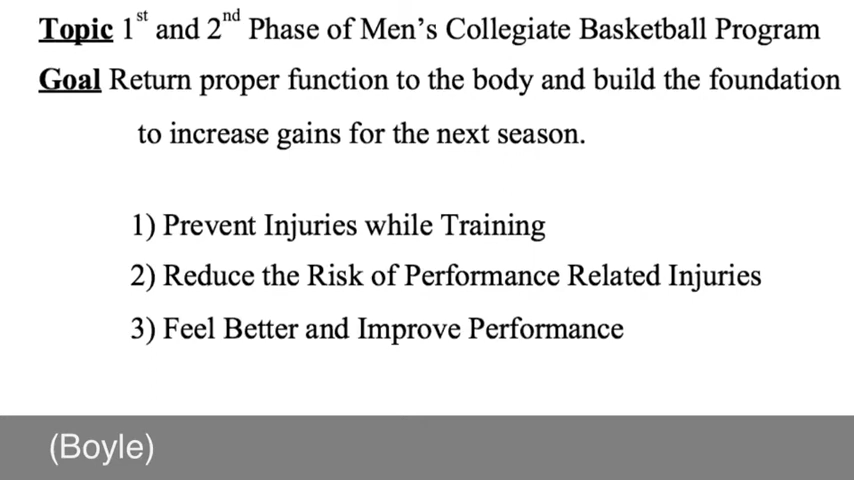 Topic 1st and 2nd Phase of Men’s Collegiate Basketball Program
Goal Return proper function to the body and build the foundation
to increase gains for the next season.
1) Prevent Injuries while Training
2) Reduce the Risk of Performance Related Injuries
3) Feel Better and Improve Performance
(Boyle)